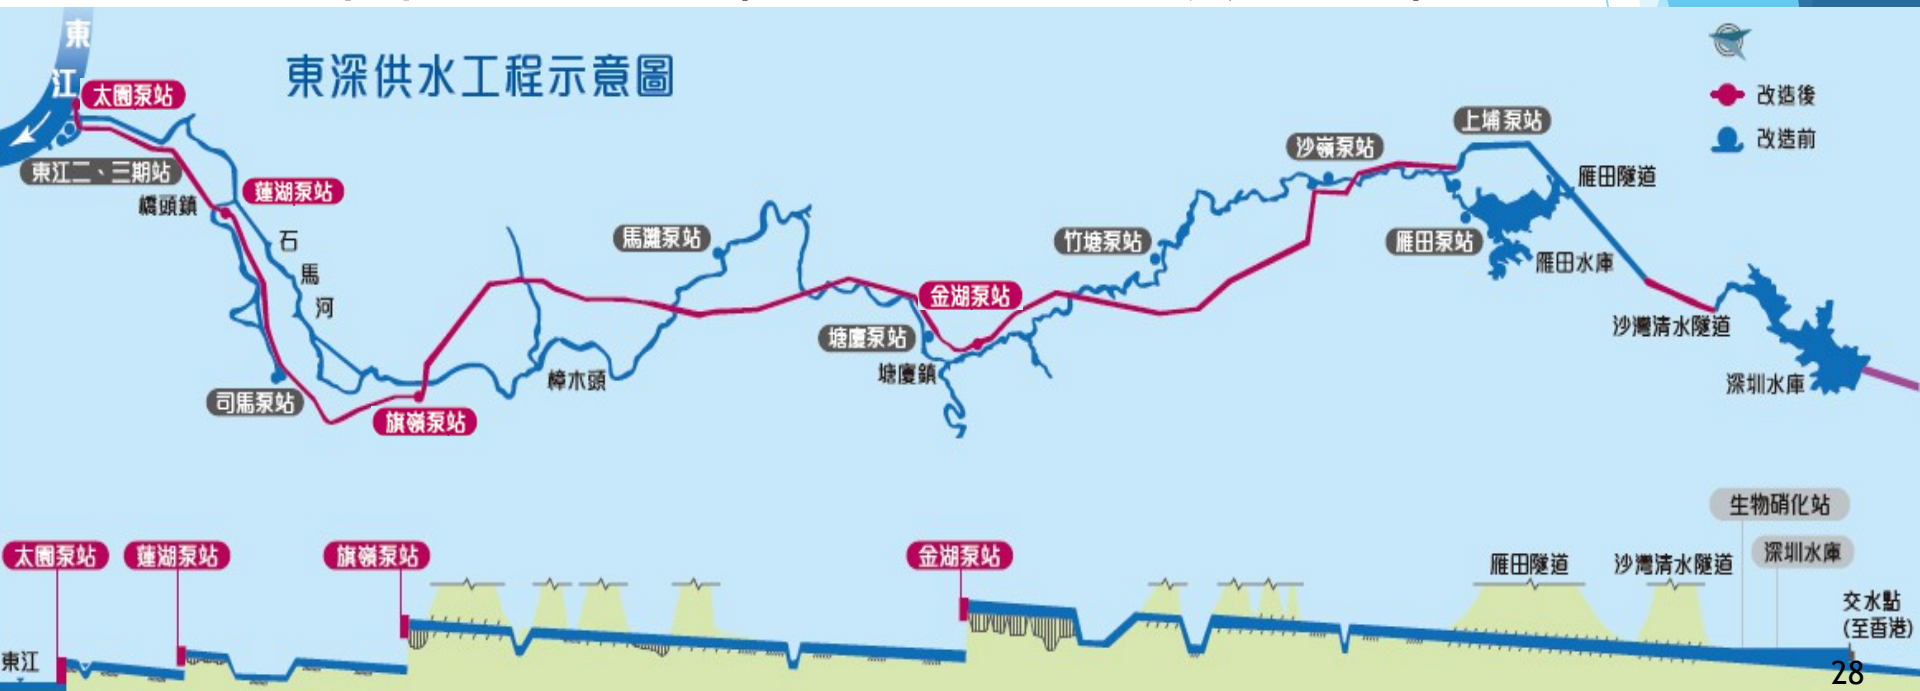 東
江
東深供水工程示意圖
太園泵站
東江二、三期站
橋頭鎮
蓮湖泵站
石
馬
河
司馬泵站
旗嶺泵站
樟木頭
馬灘泵站
塘廈泵站
塘廈鎮
金湖泵站
竹塘泵站
沙嶺泵站
上埔泵站
雁田泵站
雁田隧道
雁田水庫
沙灣清水隧道
深圳水庫
改造後
改造前
太園泵站
蓮湖泵站
旗嶺泵站
金湖泵站
雁田隧道
沙灣清水隧道
生物硝化站
深圳水庫
交水點
(至香港)
東江
28